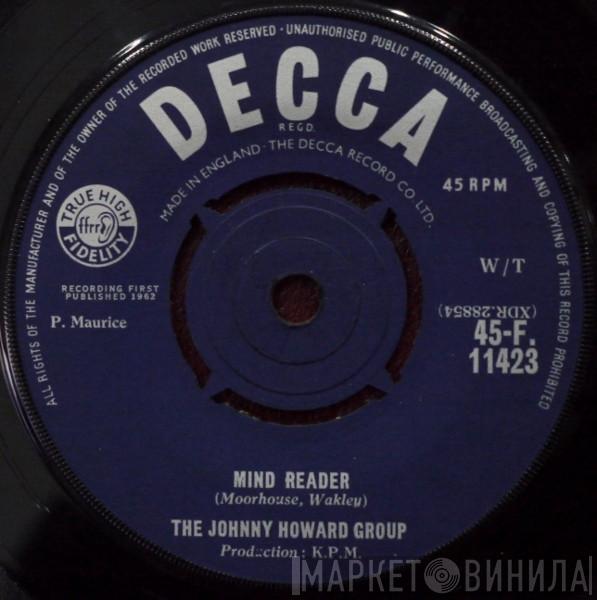 ALL RIGHTS OF THE MANUFACTURER AND OF THE OWNER OF THE RECORDED WORK RESERVED · UNAUTHORISED PUBLIC PERFORMANCE BROADCASTING AND COPYING OF THIS RECORD PROHIBITED
DECCA
REGD.
MADE IN ENGLAND · THE DECCA RECORD CO LTD.
45 RPM
TRUE HIGH
ffrr
FIDELITY
W/T
RECORDING FIRST
PUBLISHED 1962
(XDR.28854)
P. Maurice
45-F.
11423
MIND READER
(Moorhouse, Wakley)
THE JOHNNY HOWARD GROUP
Production: K.P.M.
МАРКЕТ ВИНИЛА